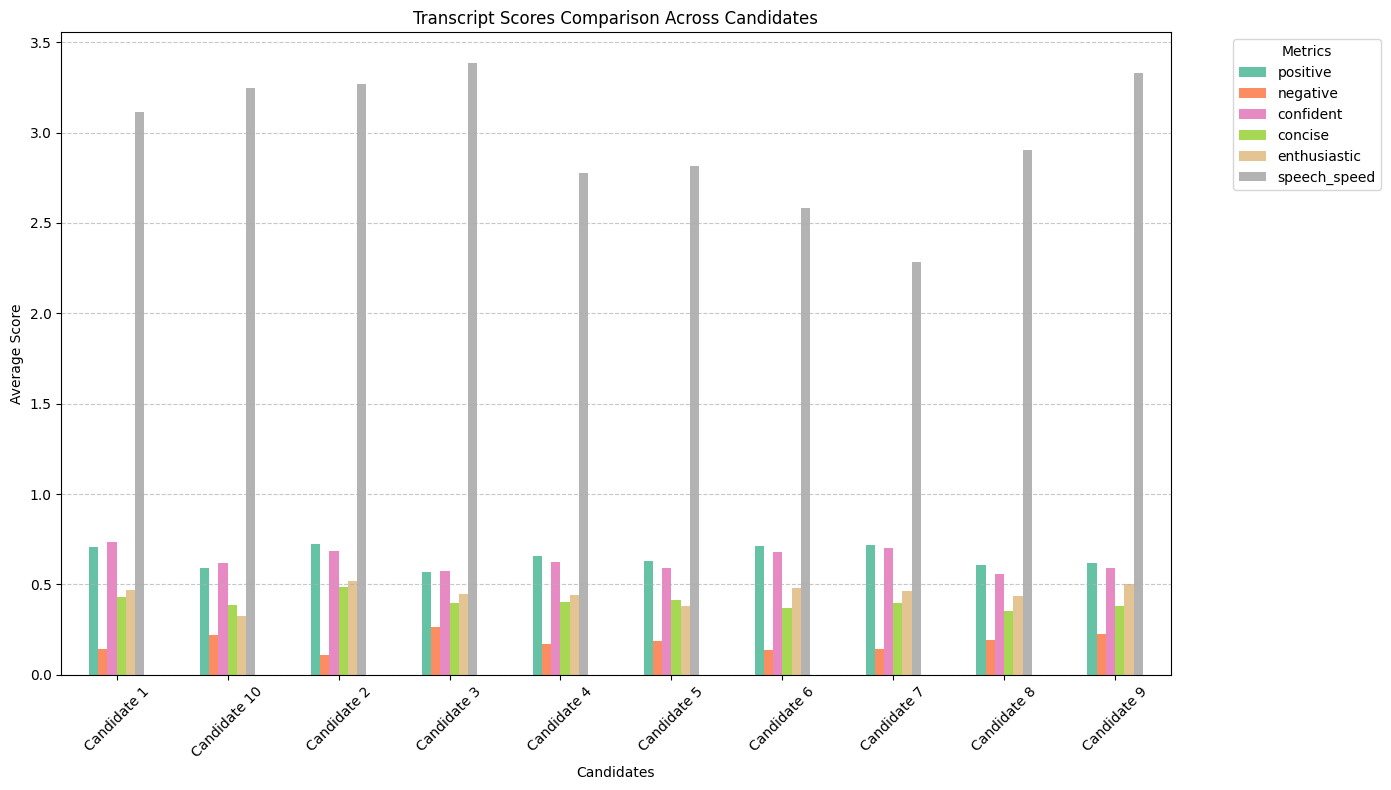 Transcript Scores Comparison Across Candidates
Metrics
positive
negative
confident
concise
enthusiastic
speech_speed
Average Score
3.5
3.0
2.5
2.0
1.5
1.0
0.5
0.0
Candidate 1
Candidate 10
Candidate 2
Candidate 3
Candidate 4
Candidate 5
Candidate 6
Candidate 7
Candidate 8
Candidate 9
Candidates